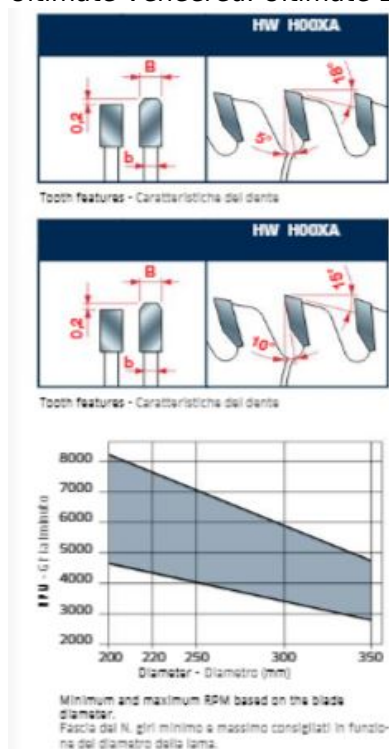 HW H00XA
B
0,2
b
18°
5°
Tooth features - Caratteristiche del dente
HW H00XA
B
0,2
b
15°
10°
Tooth features - Caratteristiche del dente
8000
7000
6000
5000
4000
3000
2000
200 220 250 300 350
Diameter - Diametro (mm)
Minimum and maximum RPM based on the blade
diameter.
Fascia del N. giri minimo e massimo consigliati in funzio-
ne del diametro della lama.